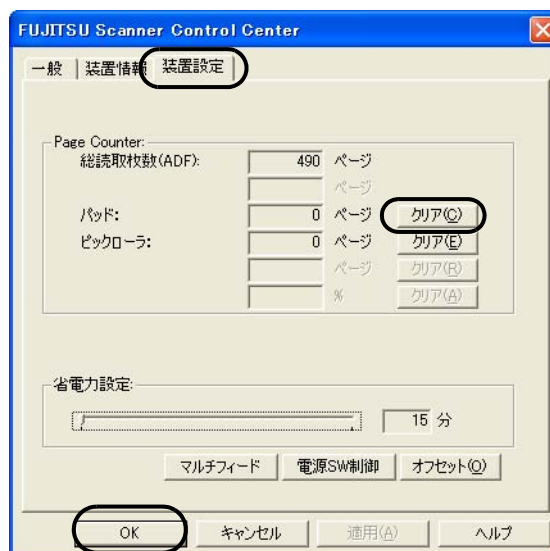 FUJITSU Scanner Control Center
一般 装置情報 装置設定
Page Counter:
総読取枚数(ADF): 490 ページ
ページ
パッド: 0 ページ クリア(C)
ピックローラ: 0 ページ クリア(E)
ページ クリア(R)
% クリア(A)
省電力設定:
15 分
マルチフィード 電源SW制御 オフセット(O)
OK キャンセル 適用(A) ヘルプ